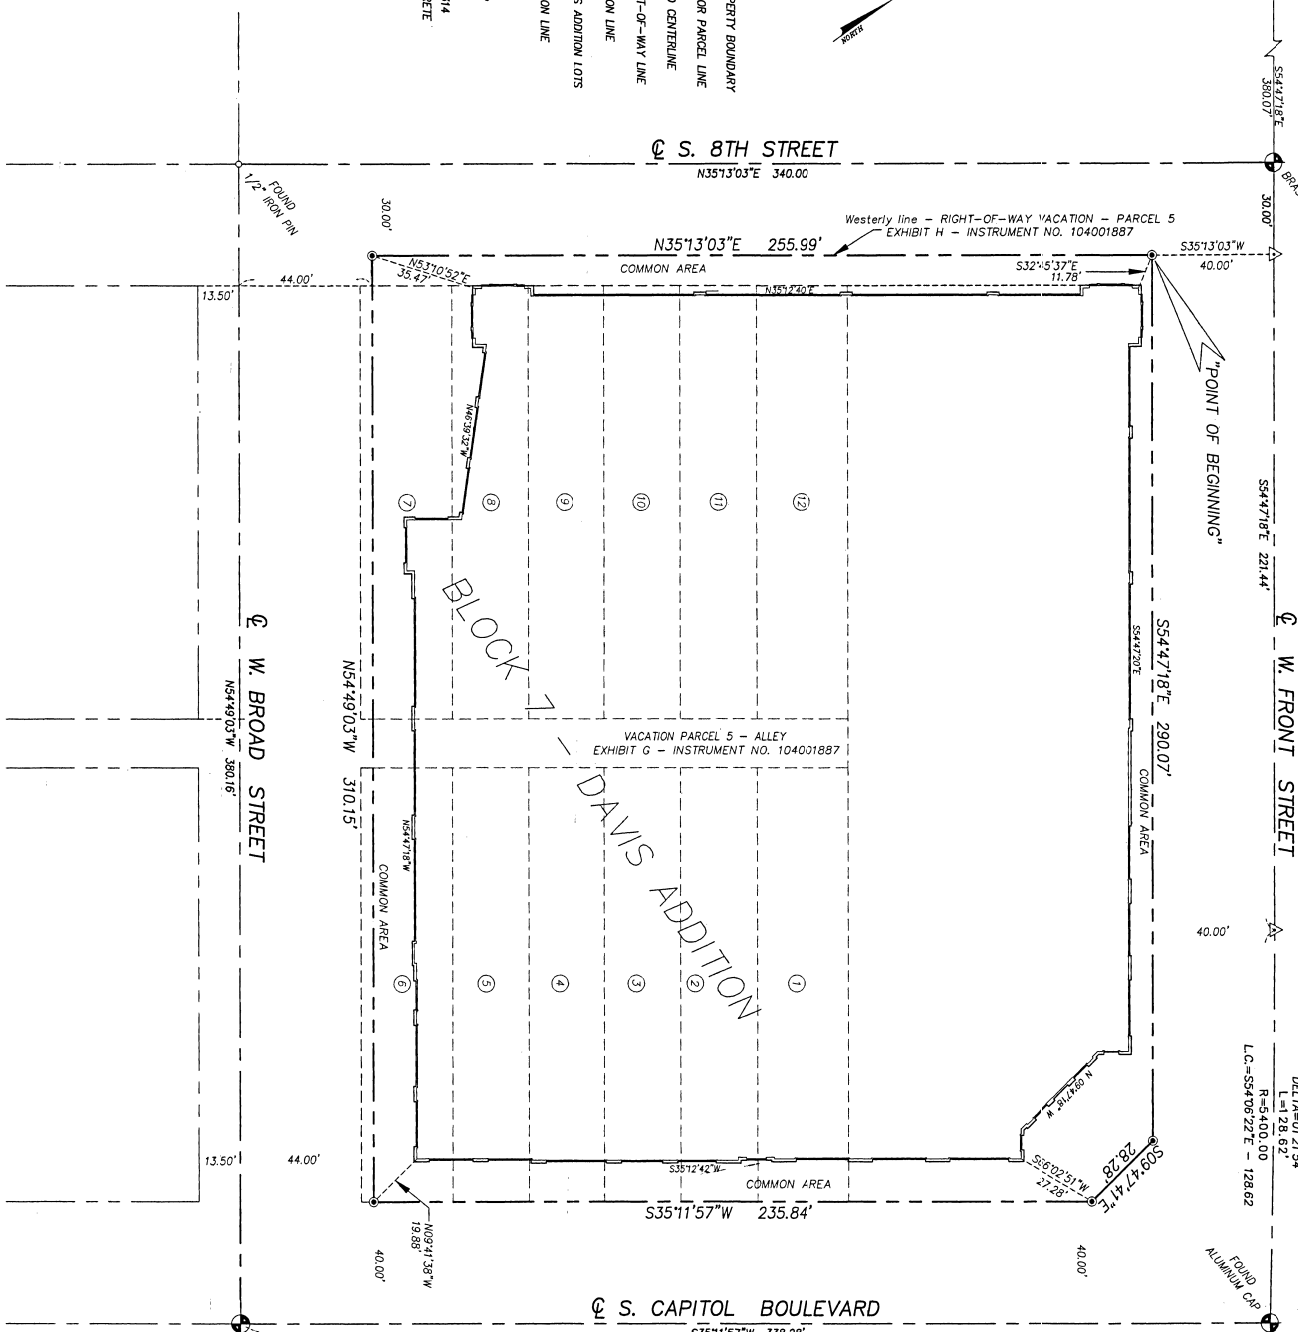 PERTY BOUNDARY
OR PARCEL LINE
CENTERLINE
T-OF-WAY LINE
ON LINE
S ADDITION LOTS
ON LINE
NORTH
S54°47'18"E
380.07'
℄ S. 8TH STREET
N35°13'03"E 340.00
FOUND
1/2" IRON PIN
30.00'
30.00'
Westerly line – RIGHT-OF-WAY VACATION – PARCEL 5
EXHIBIT H – INSTRUMENT NO. 104001887
N35°13'03"E 255.99'
COMMON AREA
S35°13'03"W
40.00'
N53°10'52"E
35.47'
11.78'
44.00'
13.50'
N35°12'40"E
"POINT OF BEGINNING"
N46°39'32"W
S54°47'18"E 221.44'
7
8
9
10
11
12
BLOCK 7 – DAVIS ADDITION
℄ W. BROAD STREET
N54°49'03"W 380.16'
N54°49'03"W 310.15'
S54°47'20"E
S54°47'18"E 290.07'
℄ W. FRONT STREET
VACATION PARCEL 5 – ALLEY
EXHIBIT G – INSTRUMENT NO. 104001887
COMMON AREA
N54°47'18"W
COMMON AREA
40.00'
6
5
4
3
2
1
L=128.62'
R=5400.00
L.C.=S54°06'22"E – 128.62
N 09°47'18" W
S09°47'41"E
28.28'
13.50'
44.00'
S35°12'42"W
S66°02'51"W
27.28'
COMMON AREA
S35°11'57"W 235.84'
N09°41'38"W
19.88'
40.00'
40.00'
FOUND
ALUMINUM CAP
℄ S. CAPITOL BOULEVARD